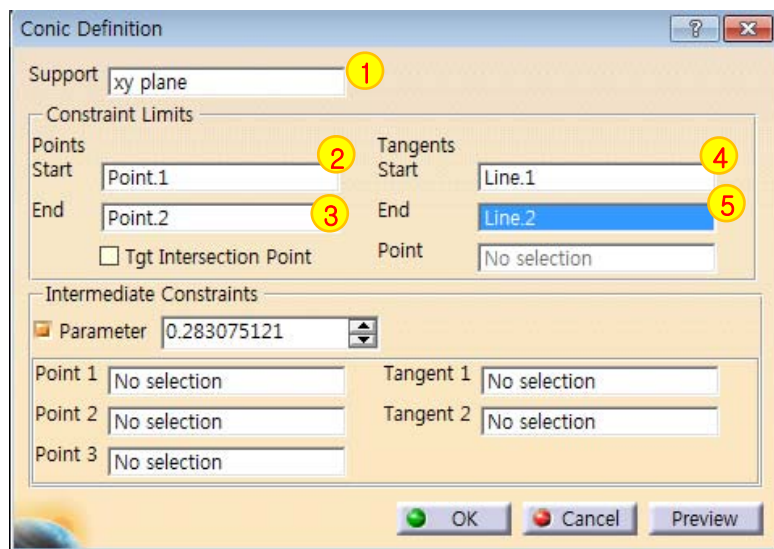 Conic Definition
?
Support xy plane 1
Constraint Limits
Points Tangents
Start Point.1 2 Start Line.1 4
End Point.2 3 End Line.2 5
Tgt Intersection Point Point No selection
Intermediate Constraints
Parameter 0.283075121
Point 1 No selection Tangent 1 No selection
Point 2 No selection Tangent 2 No selection
Point 3 No selection
OK Cancel Preview